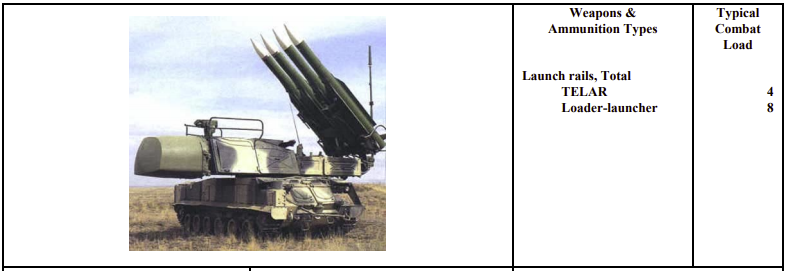 Weapons &
Ammunition Types
Typical
Combat
Load
Launch rails, Total
TELAR 4
Loader-launcher 8